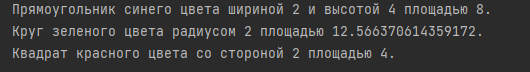 Прямоугольник синего цвета шириной 2 и высотой 4 площадью 8.
Круг зеленого цвета радиусом 2 площадью 12.566370614359172.
Квадрат красного цвета со стороной 2 площадью 4.